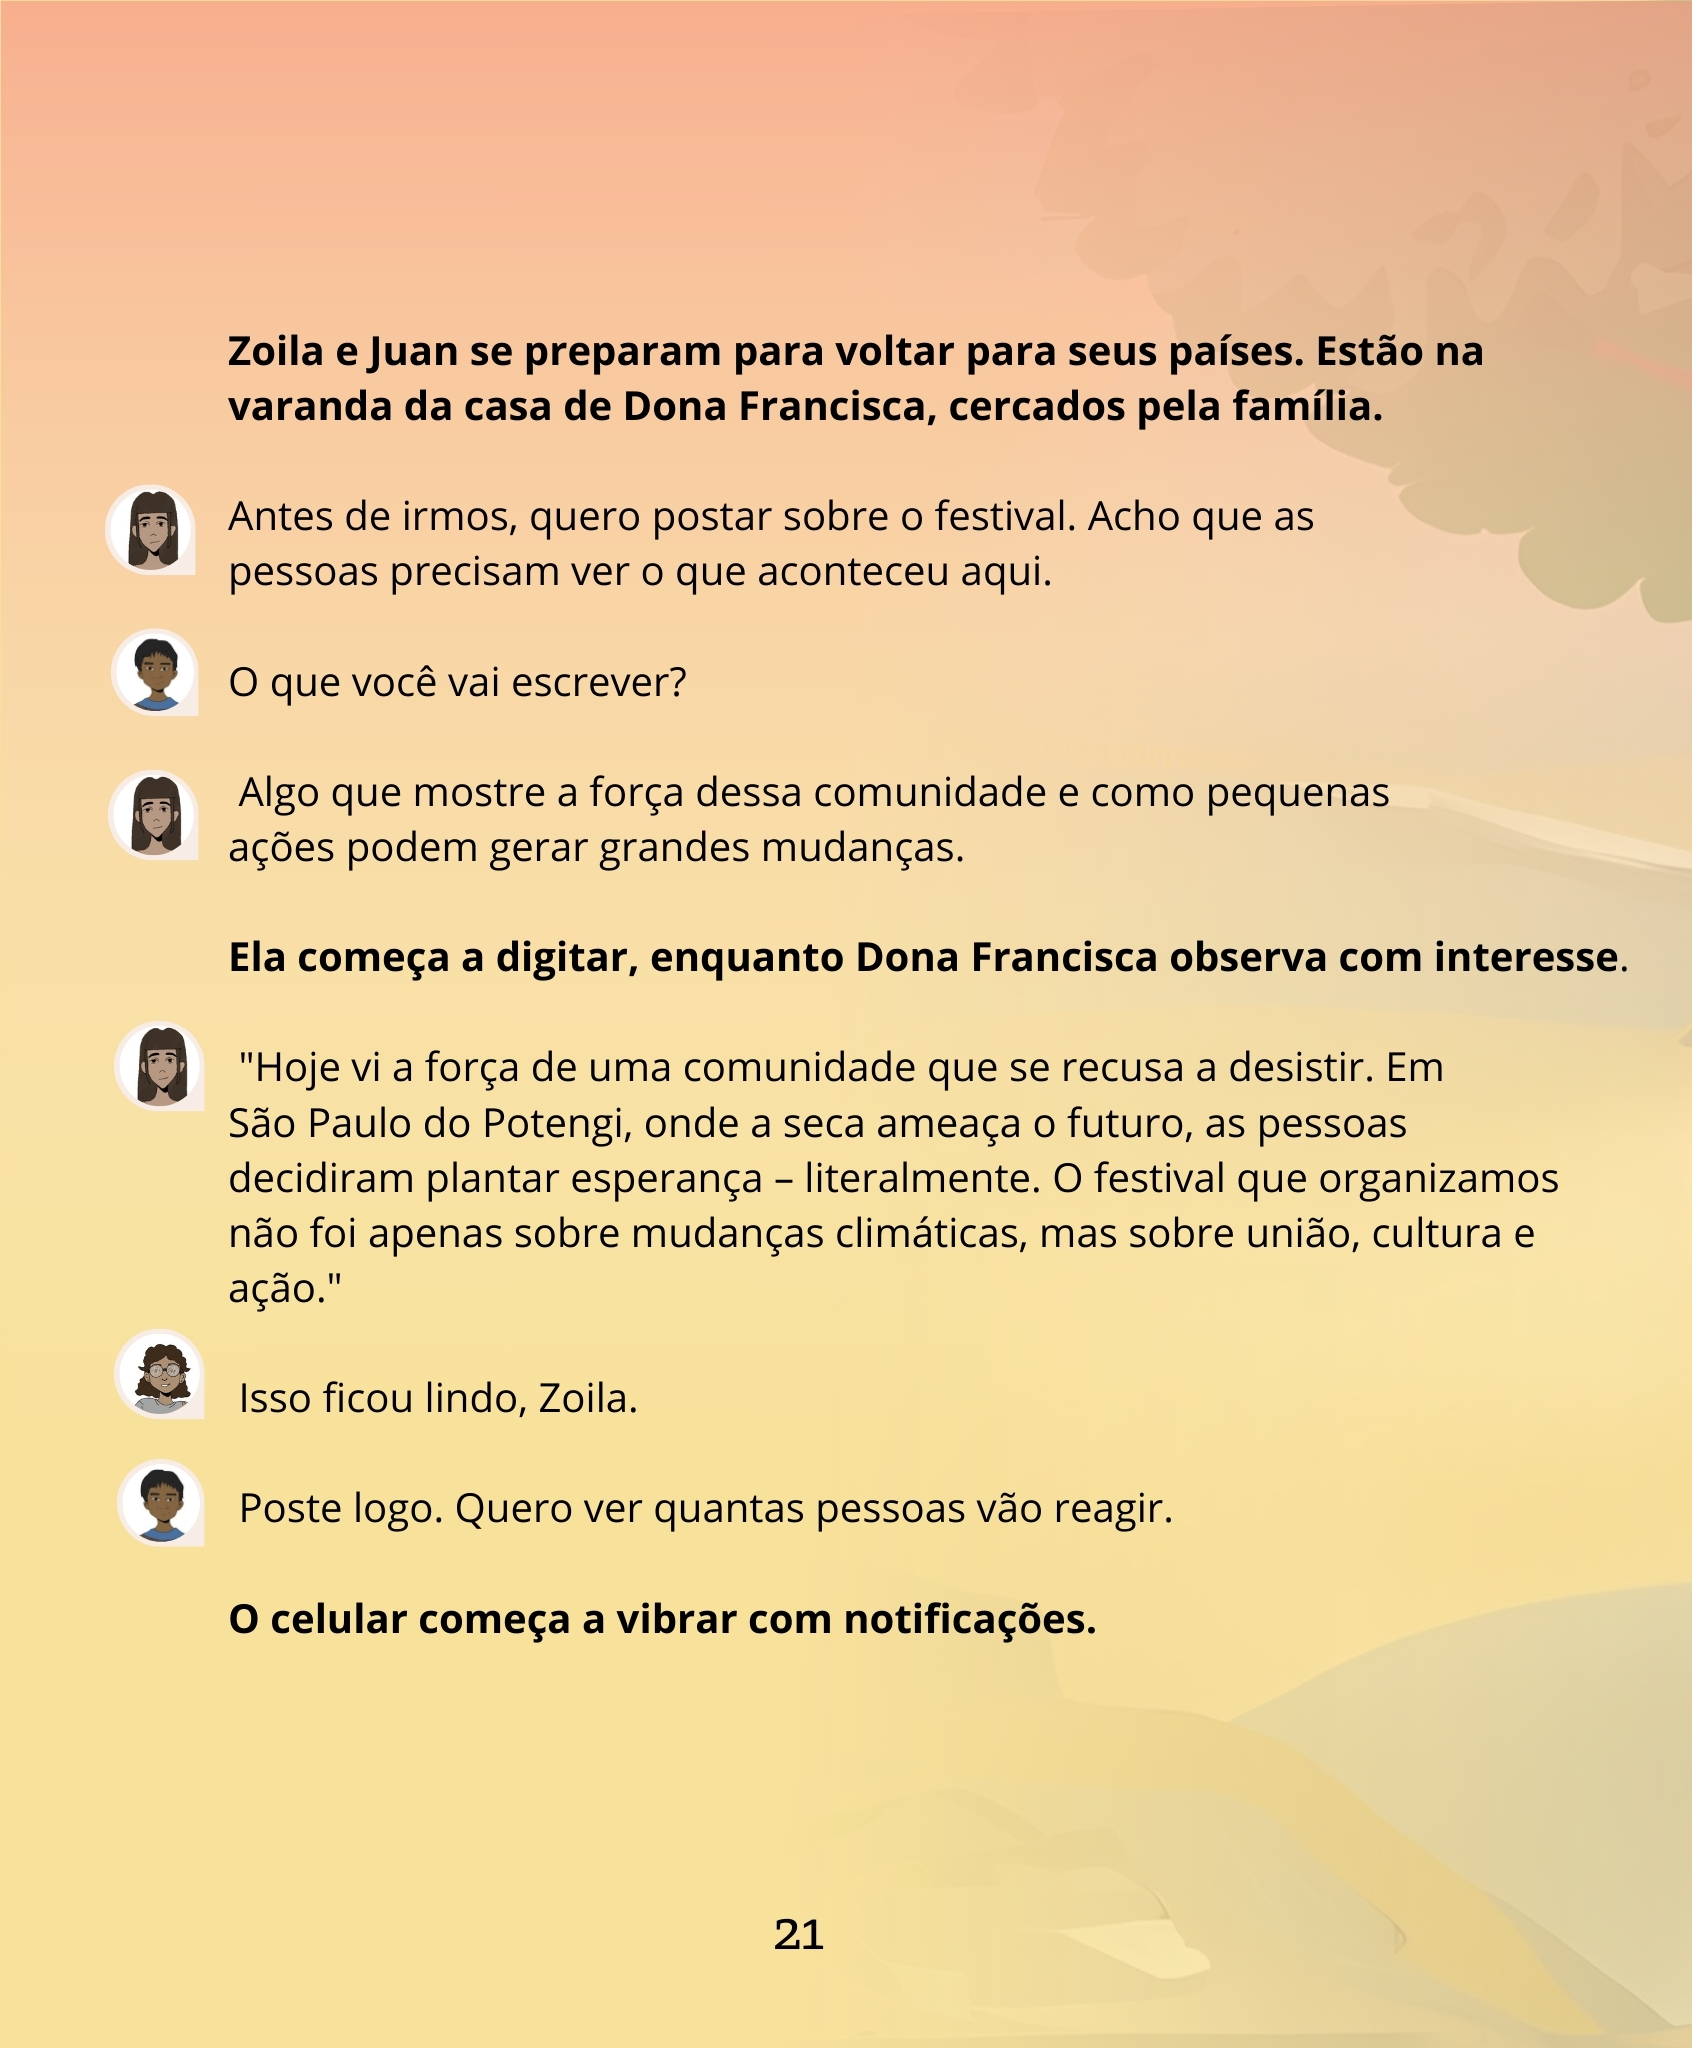 Zoila e Juan se preparam para voltar para seus países. Estão na
varanda da casa de Dona Francisca, cercados pela família.
Antes de irmos, quero postar sobre o festival. Acho que as
pessoas precisam ver o que aconteceu aqui.
O que você vai escrever?
Algo que mostre a força dessa comunidade e como pequenas
ações podem gerar grandes mudanças.
Ela começa a digitar, enquanto Dona Francisca observa com interesse.
"Hoje vi a força de uma comunidade que se recusa a desistir. Em
São Paulo do Potengi, onde a seca ameaça o futuro, as pessoas
decidiram plantar esperança – literalmente. O festival que organizamos
não foi apenas sobre mudanças climáticas, mas sobre união, cultura e
ação."
Isso ficou lindo, Zoila.
Poste logo. Quero ver quantas pessoas vão reagir.
O celular começa a vibrar com notificações.
21